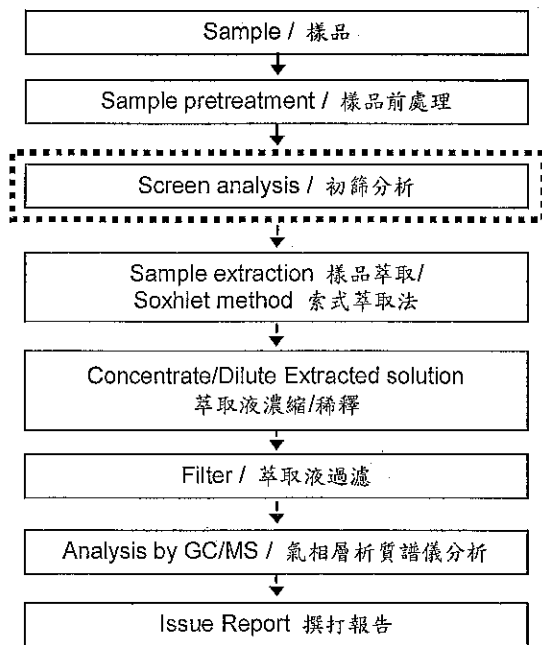 Sample / 樣品
Sample pretreatment / 樣品前處理
Screen analysis / 初篩分析
Sample extraction 樣品萃取/
Soxhlet method 索式萃取法
Concentrate/Dilute Extracted solution
萃取液濃縮/稀釋
Filter / 萃取液過濾
Analysis by GC/MS / 氣相層析質譜儀分析
Issue Report 撰打報告